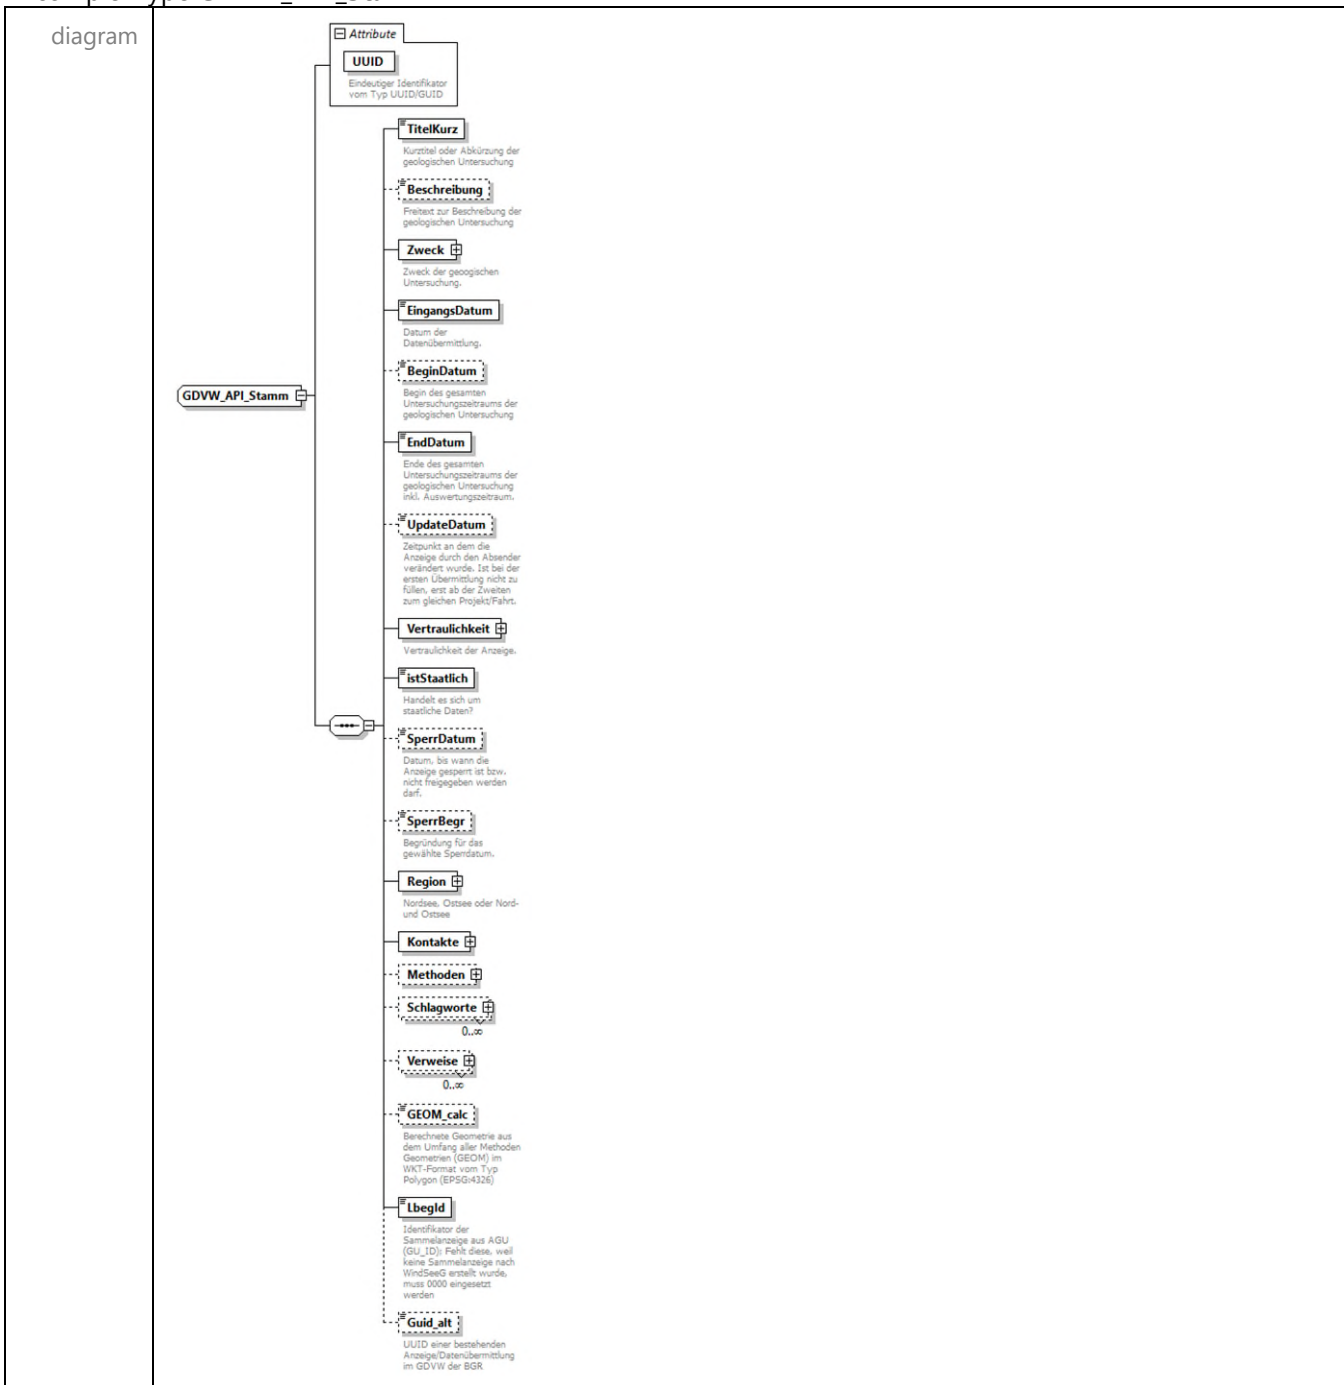 diagram
Attribute
UUID
Eindeutiger Identifikator
vom Typ UUID/GUID
TitelKurz
Kurztitel oder Abkürzung der
geologischen Untersuchung
Beschreibung
Freitext zur Beschreibung der
geologischen Untersuchung
Zweck
Zweck der geoogischen
Untersuchung.
EingangsDatum
Datum der
Datenübermittlung.
BeginDatum
Begin des gesamten
Untersuchungszeitraums der
geologischen Untersuchung
GDVW_API_Stamm
EndDatum
Ende des gesamten
Untersuchungszeitraums der
geologischen Untersuchung
inkl. Auswertungszeitraum.
UpdateDatum
Zeitpunkt an dem die
Anzeige durch den Absender
verändert wurde. Ist bei der
ersten Übermittlung nicht zu
füllen, erst ab der Zweiten
zum gleichen Projekt/Fahrt.
Vertraulichkeit
Vertraulichkeit der Anzeige.
istStaatlich
Handelt es sich um
staatliche Daten?
SperrDatum
Datum, bis wann die
Anzeige gesperrt ist bzw.
nicht freigegeben werden
darf.
SperrBegr
Begründung für das
gewählte Sperrdatum.
Region
Nordsee, Ostsee oder Nord-
und Ostsee
Kontakte
Methoden
Schlagworte
0..∞
Verweise
0..∞
GEOM_calc
Berechnete Geometrie aus
dem Umfang aller Methoden
Geometrien (GEOM) im
WKT-Format vom Typ
Polygon (EPSG:4326)
LbegId
Identifikator der
Sammelanzeige aus AGU
(GU_ID): Fehlt diese, weil
keine Sammelanzeige nach
WindSeeG erstellt wurde,
muss 0000 eingesetzt
werden
Guid_alt
UUID einer bestehenden
Anzeige/Datenübermittlung
im GDVW der BGR